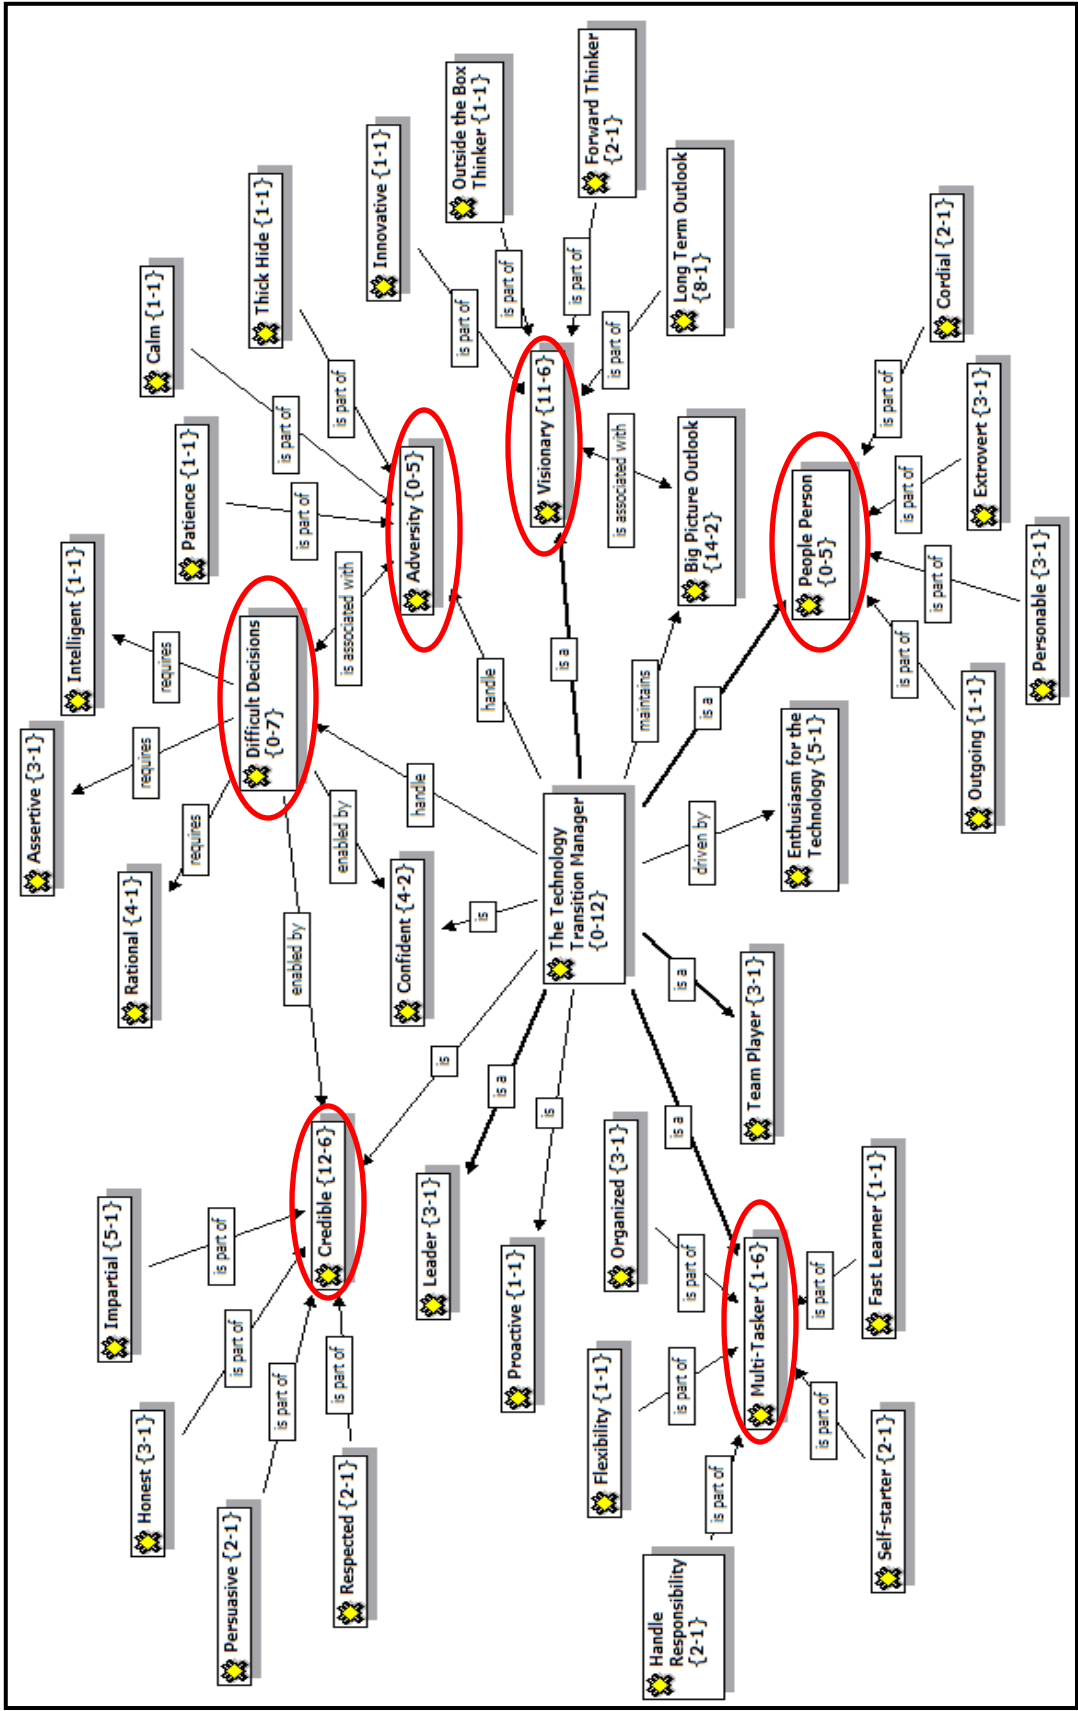 Assertive {3-1}
requires
Intelligent {1-1}
requires
Rational {4-1}
requires
Patience {1-1}
is part of
Calm {1-1}
is part of
Thick Hide {1-1}
is part of
Difficult Decisions
{0-7}
is associated with
Adversity {0-5}
enabled by
enabled by
handle
handle
Confident {4-2}
is
Innovative {1-1}
is part of
Outside the Box
Thinker {1-1}
is part of
Forward Thinker
{2-1}
is part of
Long Term Outlook
{8-1}
is part of
Visionary {11-6}
is associated with
Big Picture Outlook
{14-2}
is a
maintains
The Technology
Transition Manager
{0-12}
is a
People Person
{0-5}
Cordial {2-1}
is part of
Extrovert {3-1}
is part of
Personable {3-1}
is part of
Outgoing {1-1}
is part of
driven by
Enthusiasm for the
Technology {5-1}
is a
Team Player {3-1}
Impartial {5-1}
is part of
Honest {3-1}
is part of
Persuasive {2-1}
is part of
Respected {2-1}
is part of
Credible {12-6}
is
is a
Leader {3-1}
is
Proactive {1-1}
is a
Organized {3-1}
is part of
Flexibility {1-1}
is part of
Handle
Responsibility
{2-1}
is part of
Multi-Tasker {1-6}
Self-starter {2-1}
is part of
Fast Learner {1-1}
is part of